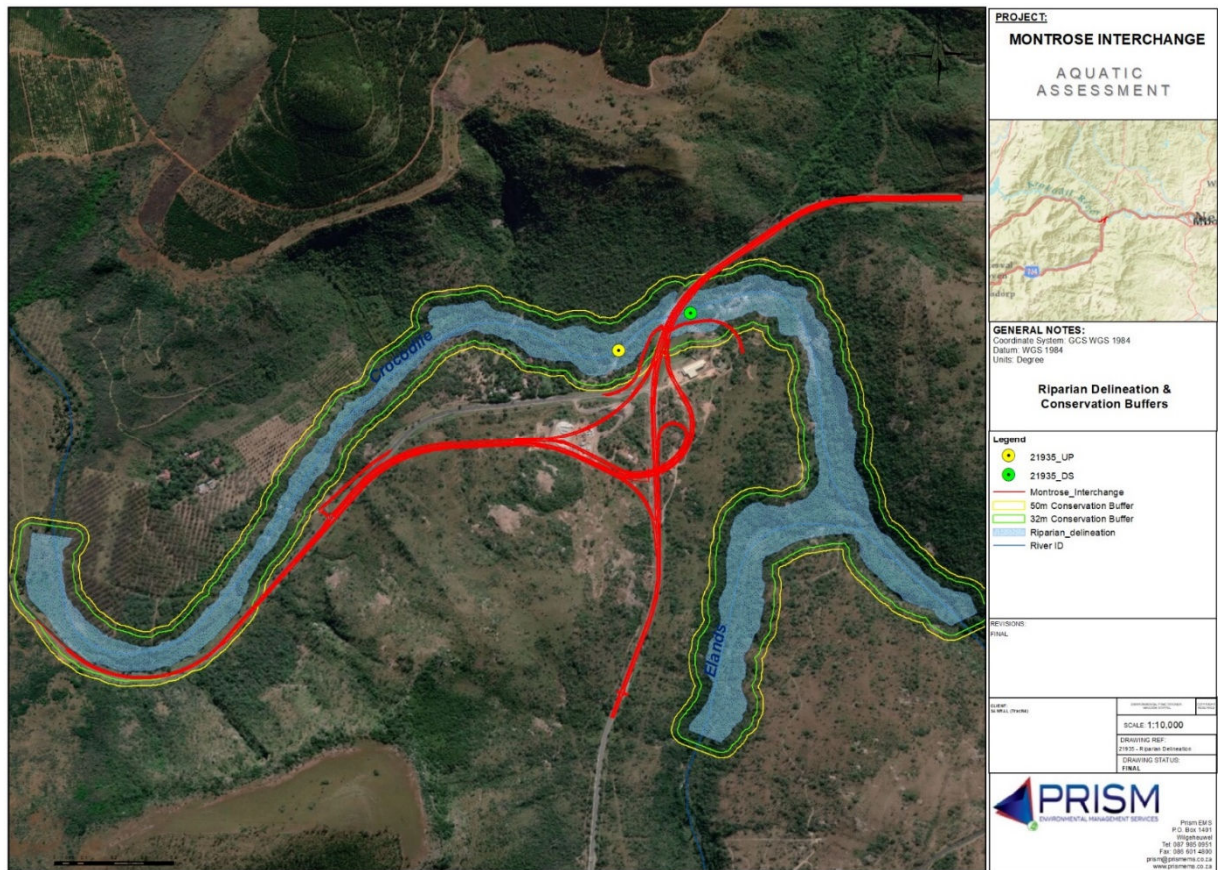 Crocodile
Elands
PROJECT:
MONTROSE INTERCHANGE
AQUATIC
ASSESSMENT
GENERAL NOTES:
Coordinate System: GCS WGS 1984
Datum: WGS 1984
Units: Degree
Riparian Delineation &
Conservation Buffers
Legend
21935_UP
21935_DS
Montrose_Interchange
50m Conservation Buffer
32m Conservation Buffer
Riparian_delineation
River ID
REVISIONS:
FINAL
SCALE: 1:10,000
DRAWING REF:
21935 - Riparian Delineation
DRAWING STATUS:
FINAL
PRISM
ENVIRONMENTAL MANAGEMENT SERVICES
Prism EMS
P.O. Box 1401
Wilgeheuwel
Tel: 087 985 0951
Fax: 086 601 4800
prism@prismems.co.za
www.prismems.co.za